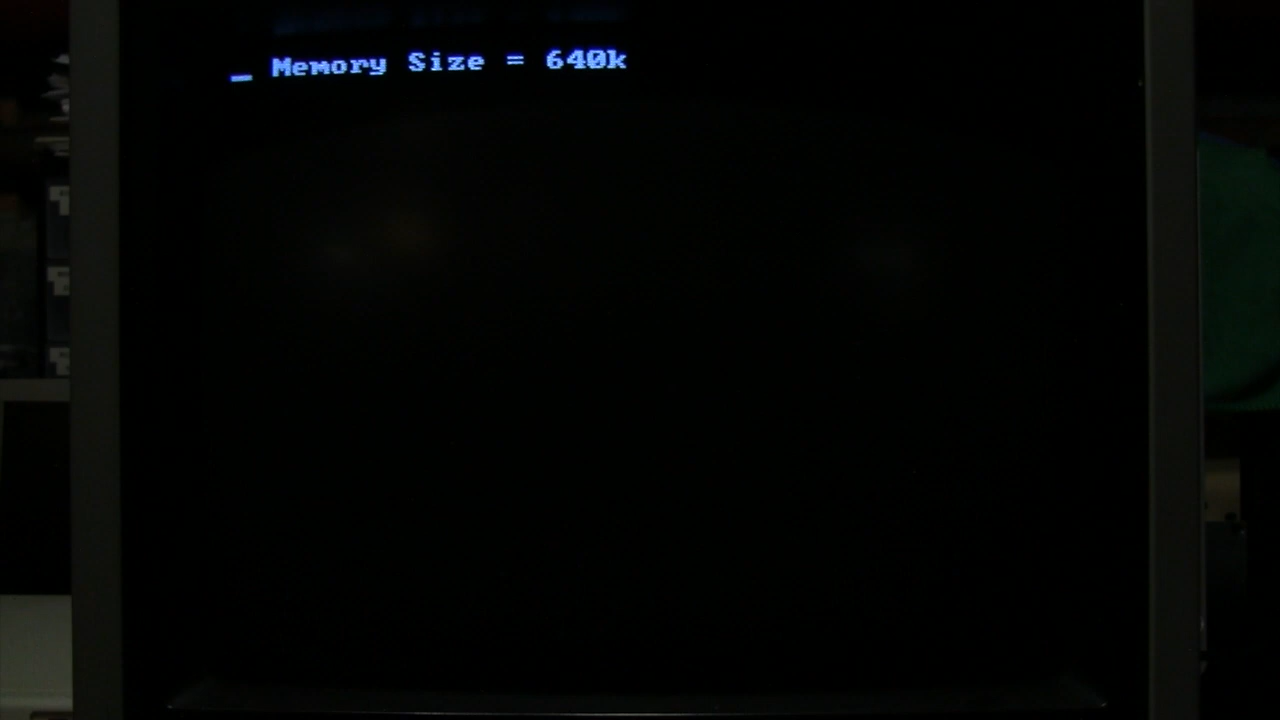 _ Memory Size = 640k